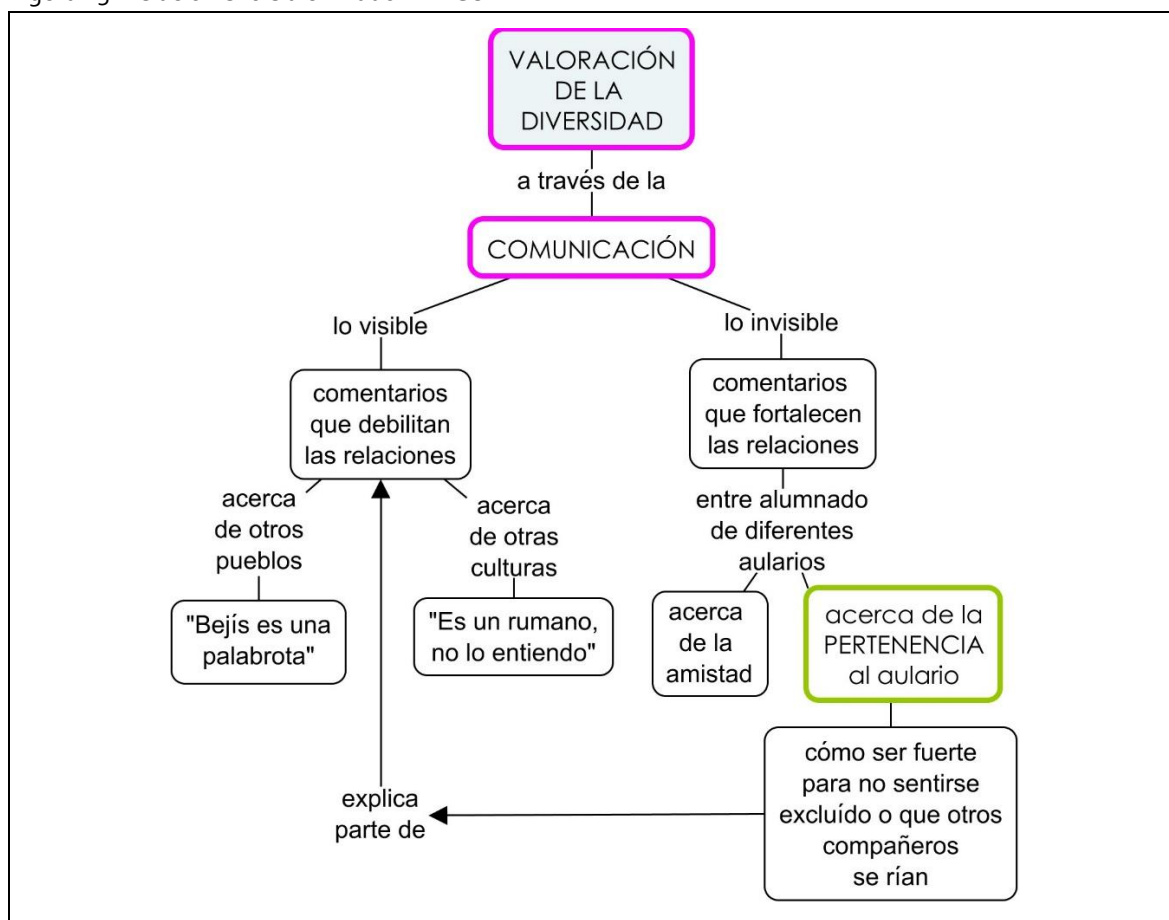 VALORACIÓN
DE LA
DIVERSIDAD
a través de la
COMUNICACIÓN
lo visible
lo invisible
comentarios
que debilitan
las relaciones
comentarios
que fortalecen
las relaciones
acerca
de otros
pueblos
acerca
de otras
culturas
entre alumnado
de diferentes
aularios
"Bejís es una
palabrota"
"Es un rumano,
no lo entiendo"
acerca
de la
amistad
acerca de la
PERTENENCIA
al aulario
cómo ser fuerte
para no sentirse
excluído o que otros
compañeros
se rían
explica
parte de